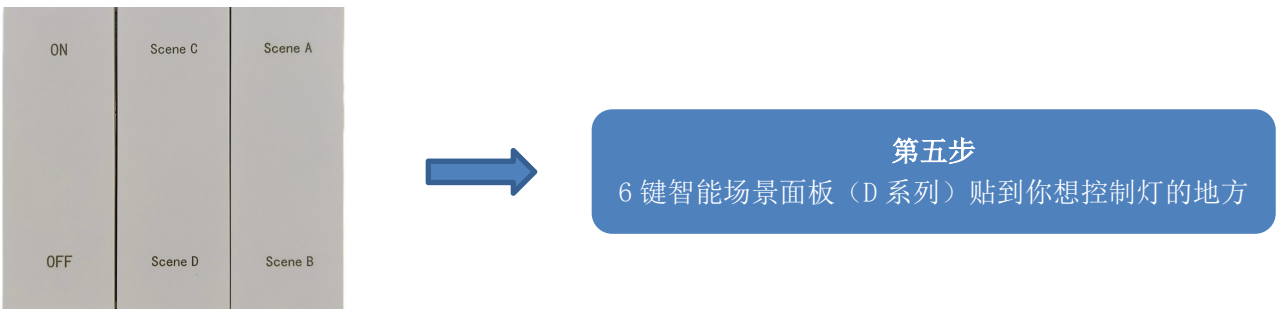 ON
Scene C
Scene A
OFF
Scene D
Scene B
第五步
6 键智能场景面板（D 系列）贴到你想控制灯的地方